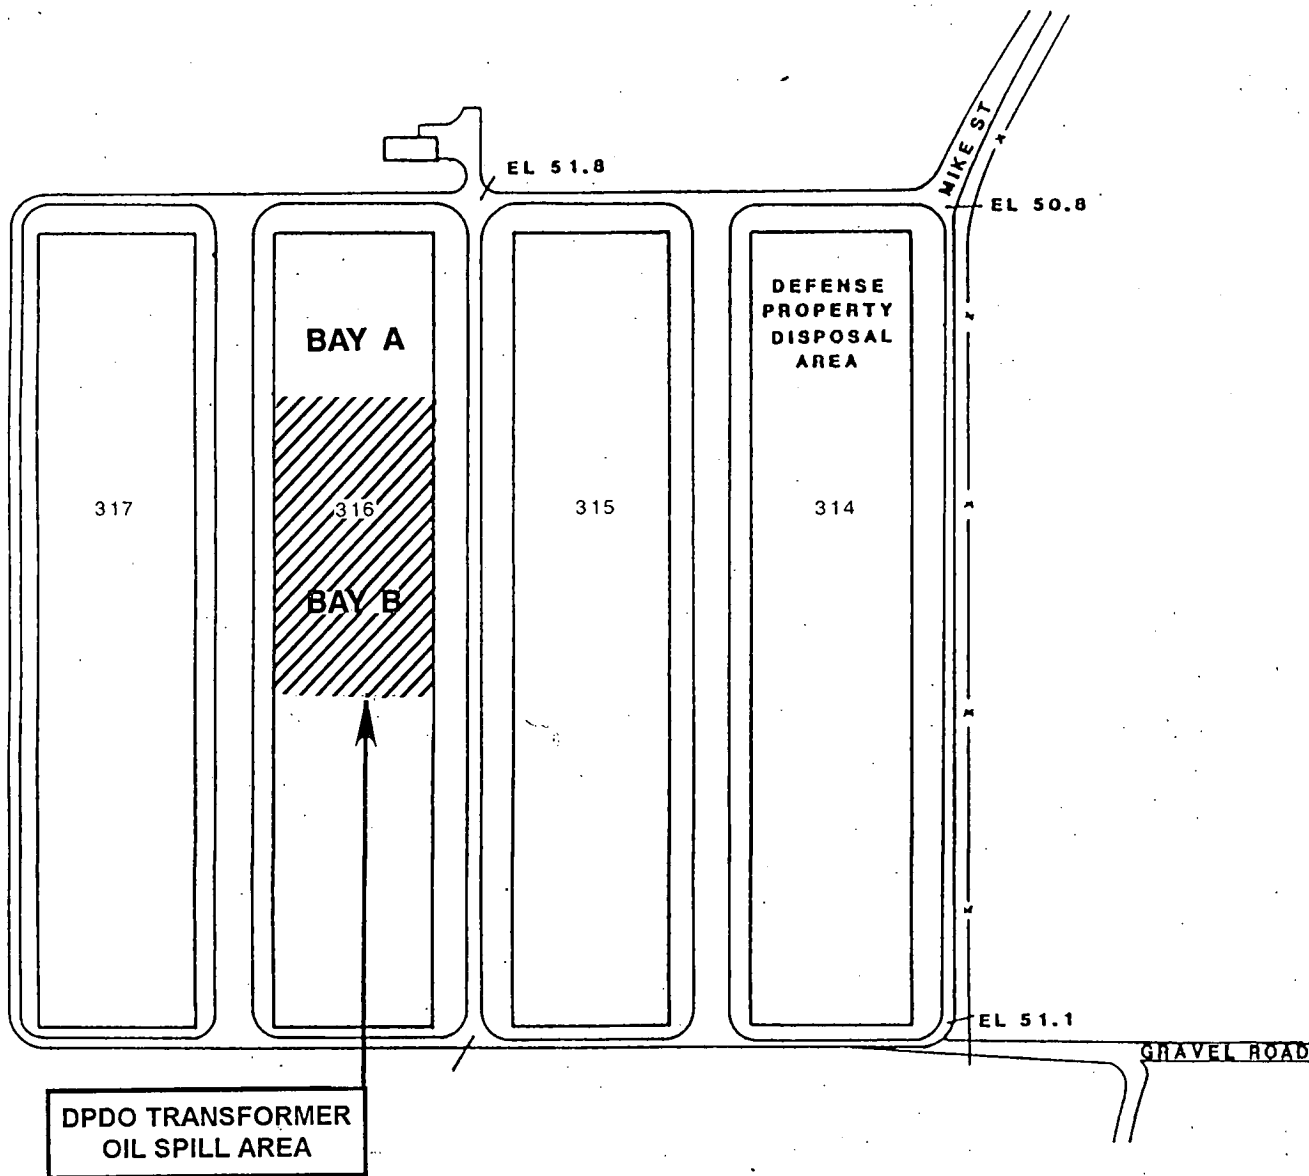 MIKE ST
EL 51.8
EL 50.8
DEFENSE
PROPERTY
DISPOSAL
AREA
BAY A
317
316
315
314
BAY B
EL 51.1
GRAVEL ROAD
DPDO TRANSFORMER
OIL SPILL AREA